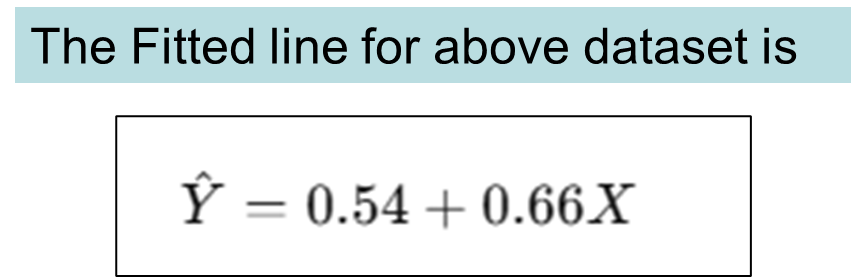 The Fitted line for above dataset is
Ŷ = 0.54 + 0.66X